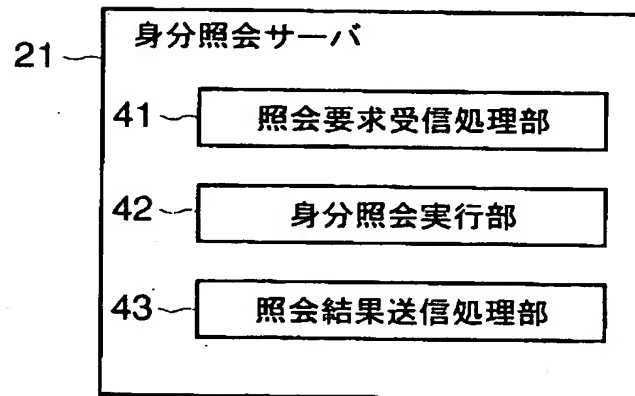 身分照会サーバ
21
41 照会要求受信処理部
42 身分照会実行部
43 照会結果送信処理部